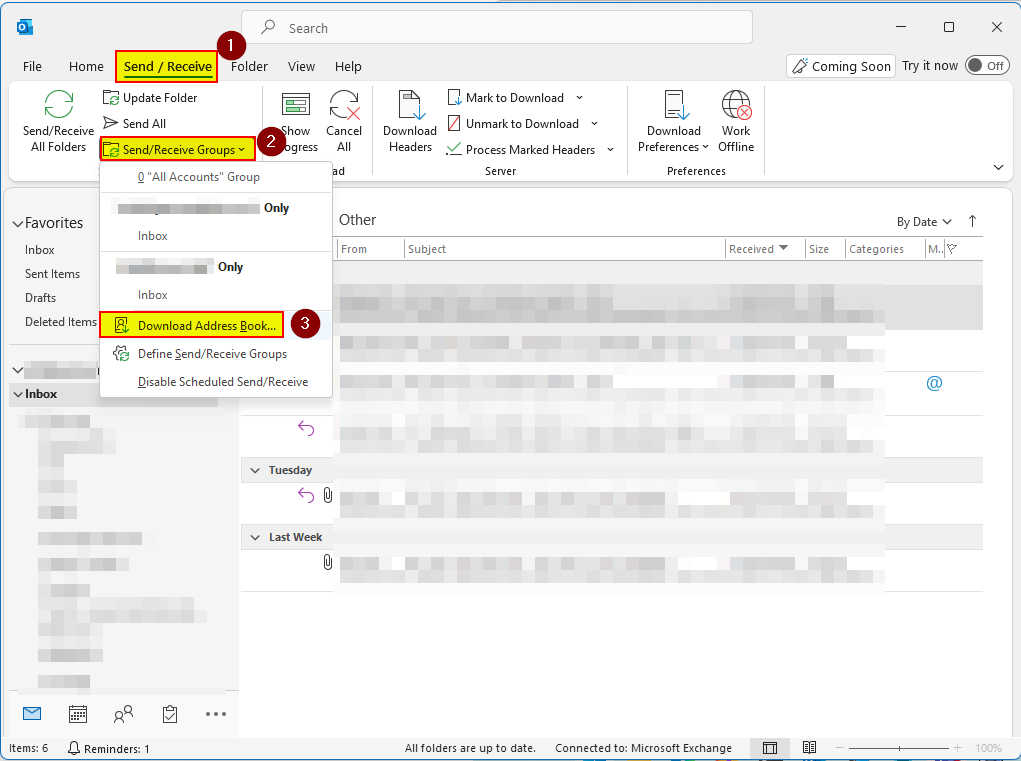 Search
File Home Send / Receive Folder View Help Coming Soon Try it now Off
1
Send/Receive All Folders
Update Folder
Send All
Send/Receive Groups
2
Show
Cancel All
Download Headers
Mark to Download
Unmark to Download
Process Marked Headers
Server
Download Preferences
Work Offline
Preferences
0 "All Accounts" Group
Only
Inbox
Only
Inbox
Download Address Book...
3
Define Send/Receive Groups
Disable Scheduled Send/Receive
Favorites
Inbox
Sent Items
Drafts
Deleted Items
Inbox
Other
By Date
From Subject Received Size Categories M..
@
Tuesday
Last Week
Items: 6 Reminders: 1 All folders are up to date. Connected to: Microsoft Exchange 100%